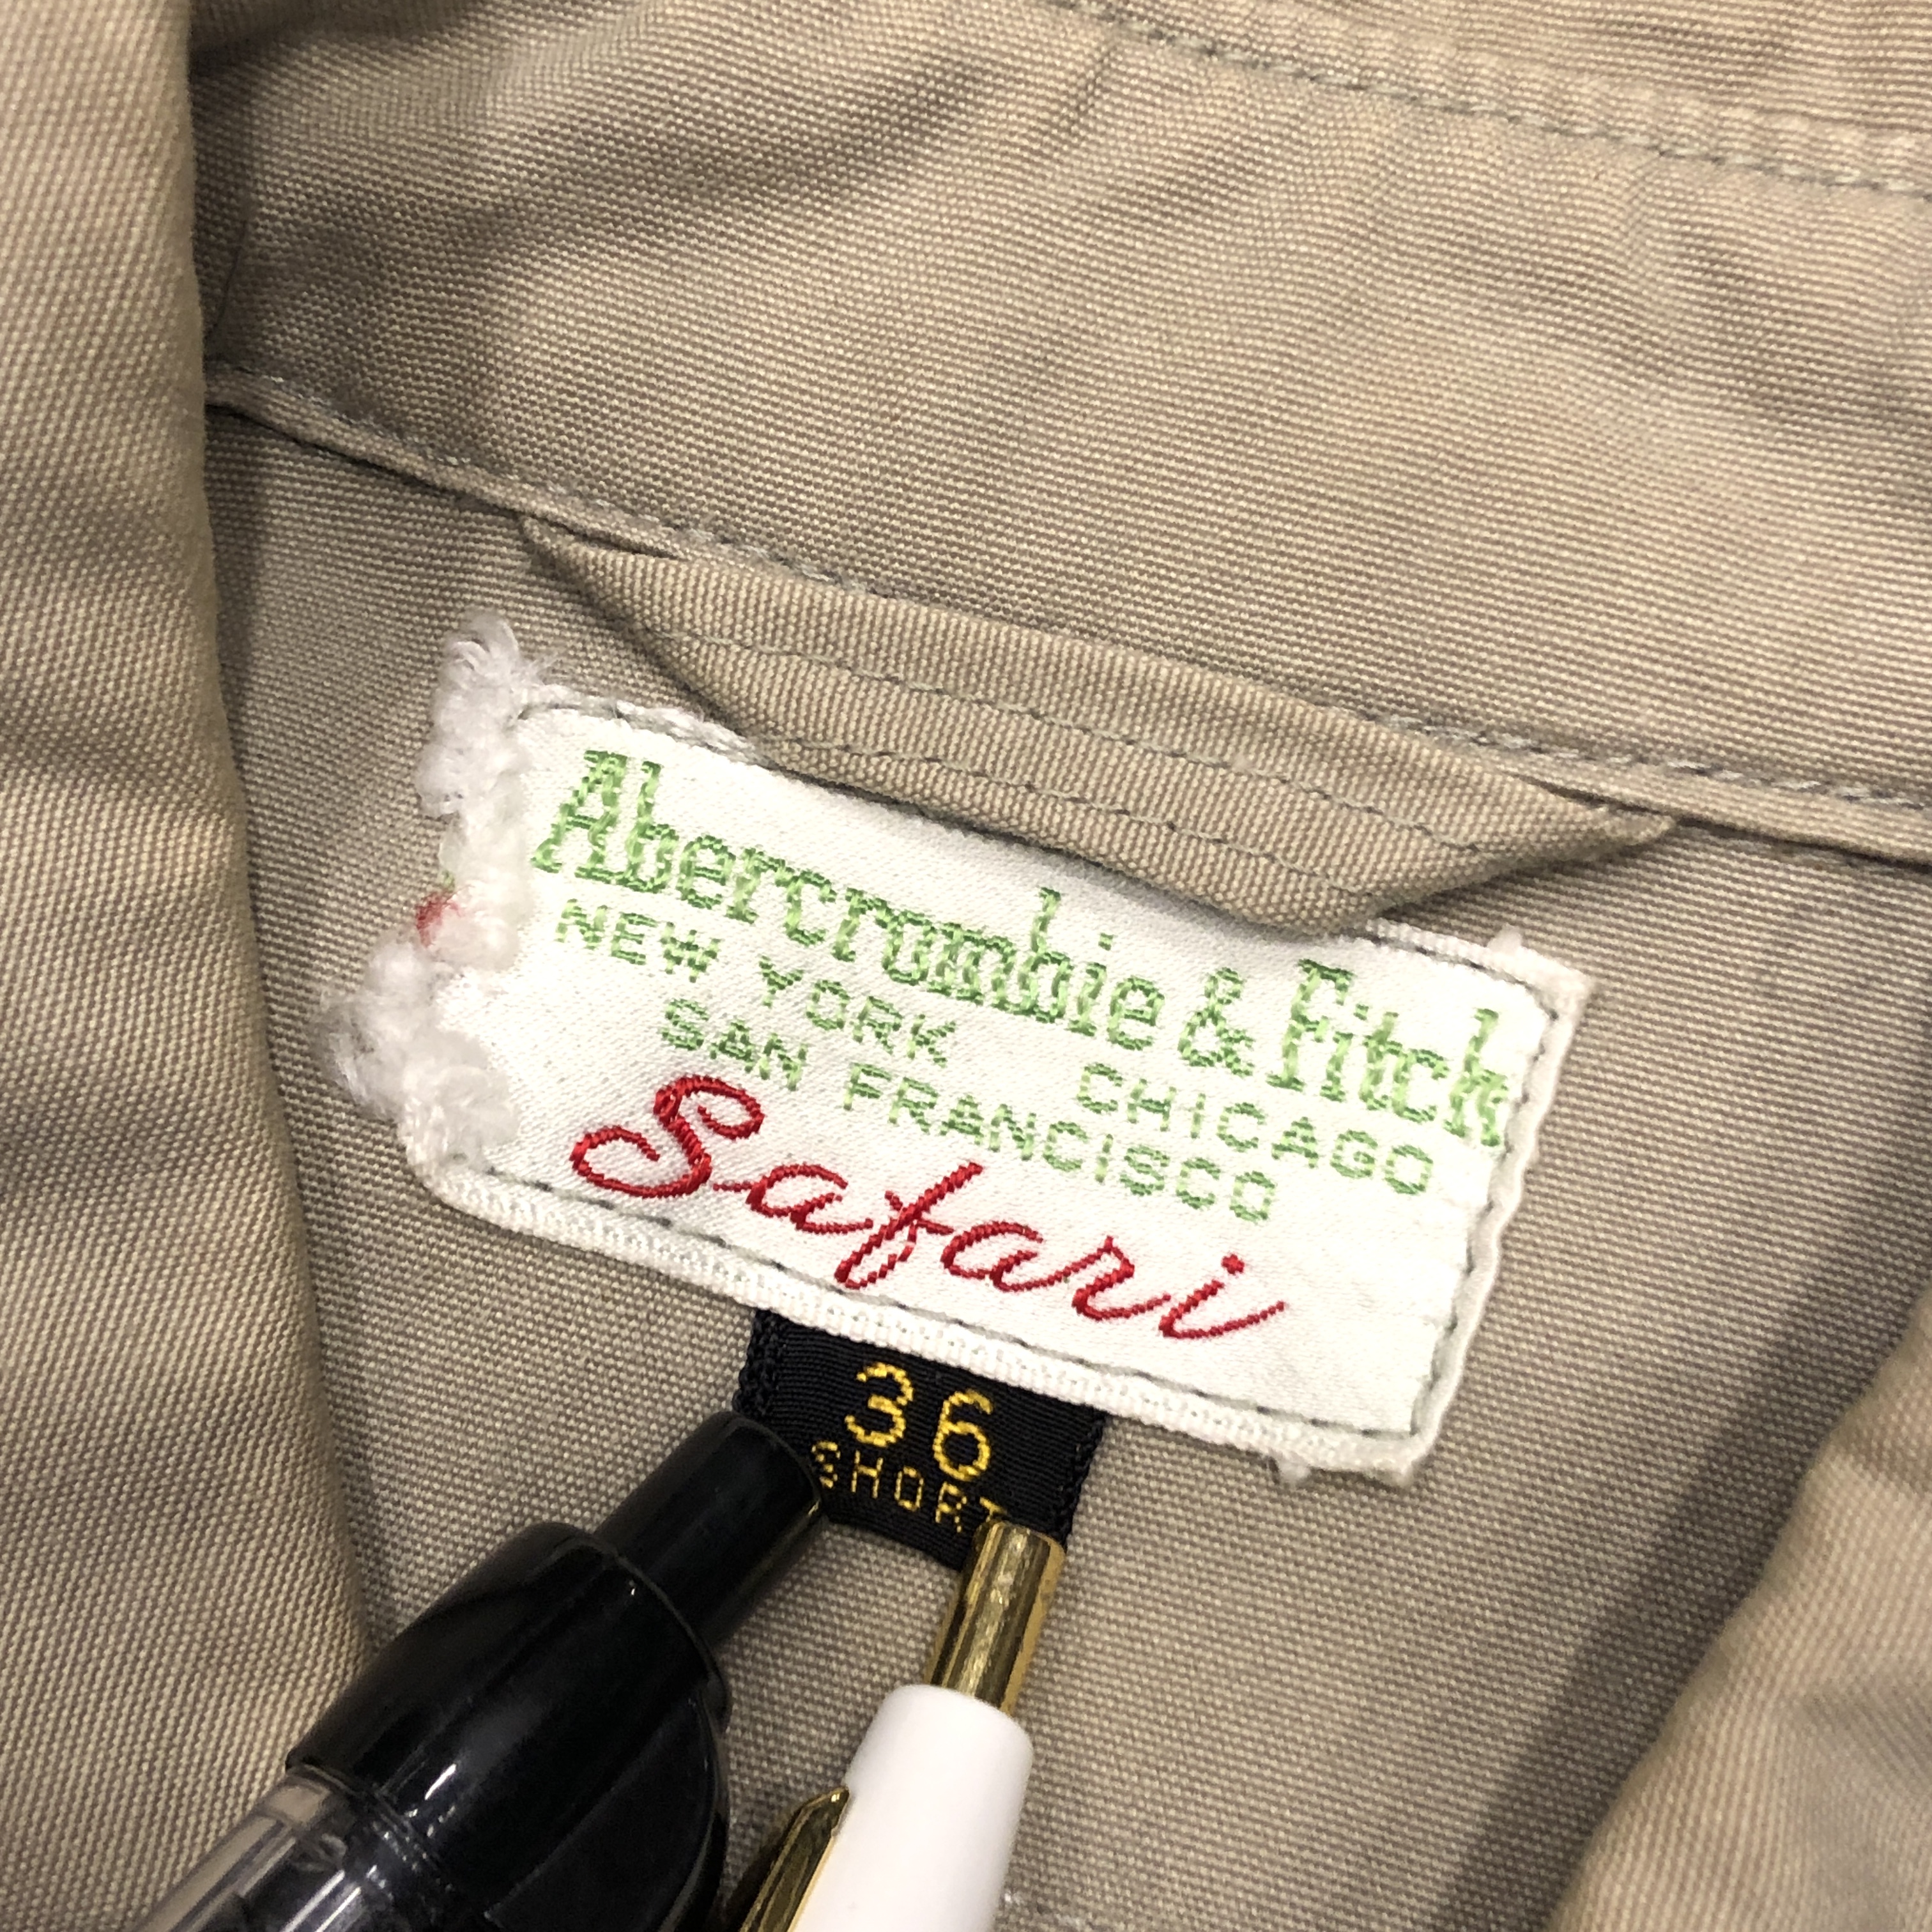 Abercrombie & Fitch
NEW YORK CHICAGO
SAN FRANCISCO
Safari
36
SHORT